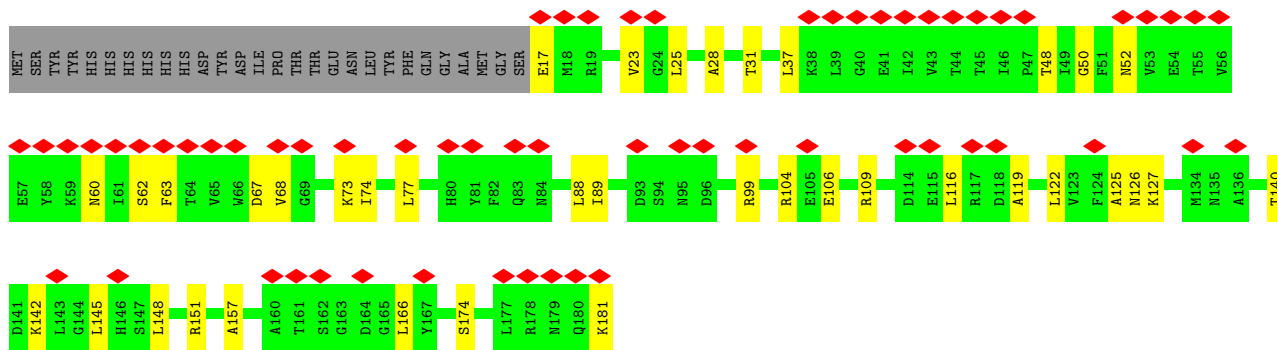 MET SER TYR TYR HIS HIS HIS HIS HIS HIS ASP TYR ASP ILE PRO THR THR GLU ASN LEU TYR PHE GLN GLY ALA MET GLY SER E17 M18 R19 V23 G24 L25 A28 T31 L37 K38 L39 G40 E41 I42 V43 T44 T45 I46 P47 T48 I49 G50 F51 N52 V53 E54 T55 V56
E57 Y58 K59 N60 I61 S62 F63 T64 V65 W66 D67 V68 G69 K73 I74 L77 H80 Y81 F82 Q83 N84 L88 I89 D93 S94 N95 D96 R99 R104 E105 E106 R109 D114 E115 L116 R117 D118 A119 L122 V123 F124 A125 N126 K127 M134 N135 A136 T140
D141 K142 L143 G144 L145 H146 S147 L148 R151 A157 A160 T161 S162 G163 D164 G165 L166 Y167 S174 L177 R178 N179 Q180 K181